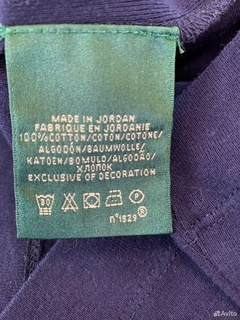 MADE IN JORDAN
FABRIQUE EN JORDANIE
100%COTTON/COTON/COTONE/
ALGODÓN/BAUMWOLLE/
KATOEN/BOMULD/ALGODÃO/
ХЛОПОК
EXCLUSIVE OF DECORATION
30 P
n°1529®
Avito